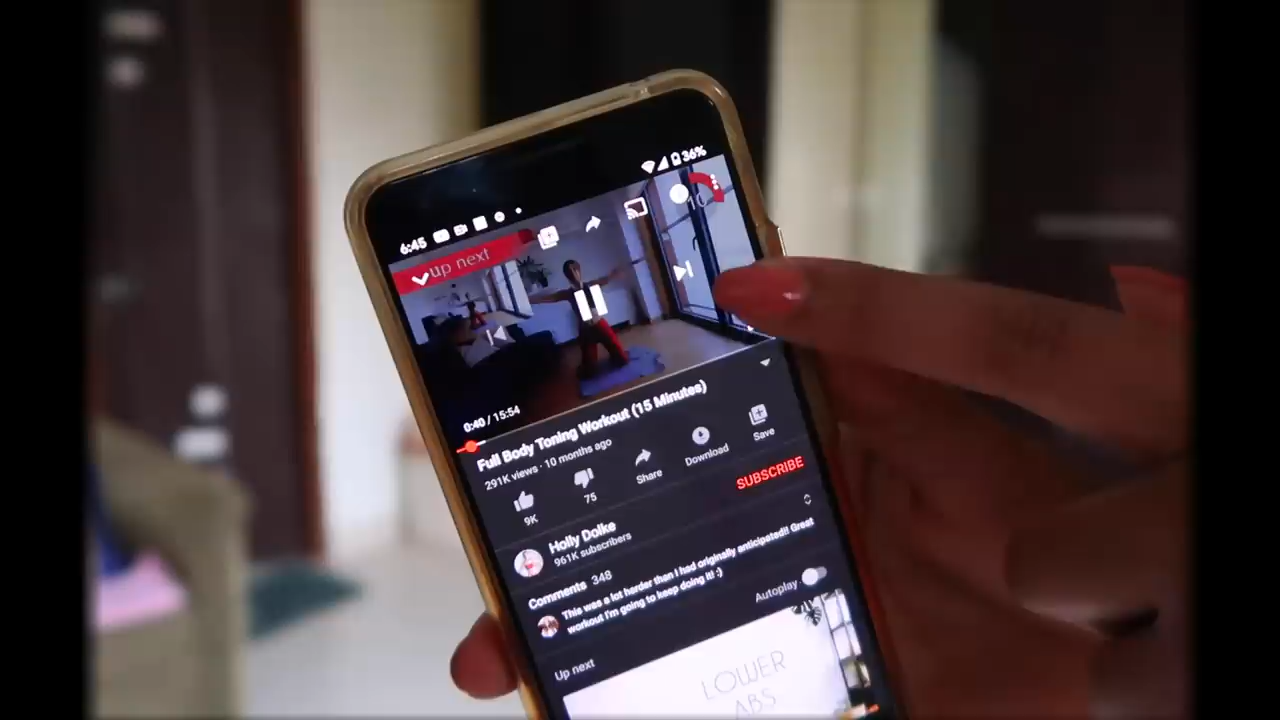 6:45
36%
up next
10
0:40 / 15:54
Full Body Toning Workout (15 Minutes)
291K views · 10 months ago
9K
75
Share
Download
Save
Holly Dolke
961K subscribers
SUBSCRIBE
Comments 348
This was a lot harder than I had originally anticipated!! Great
workout I'm going to keep doing it! :)
Autoplay
Up next
LOWER
ABS